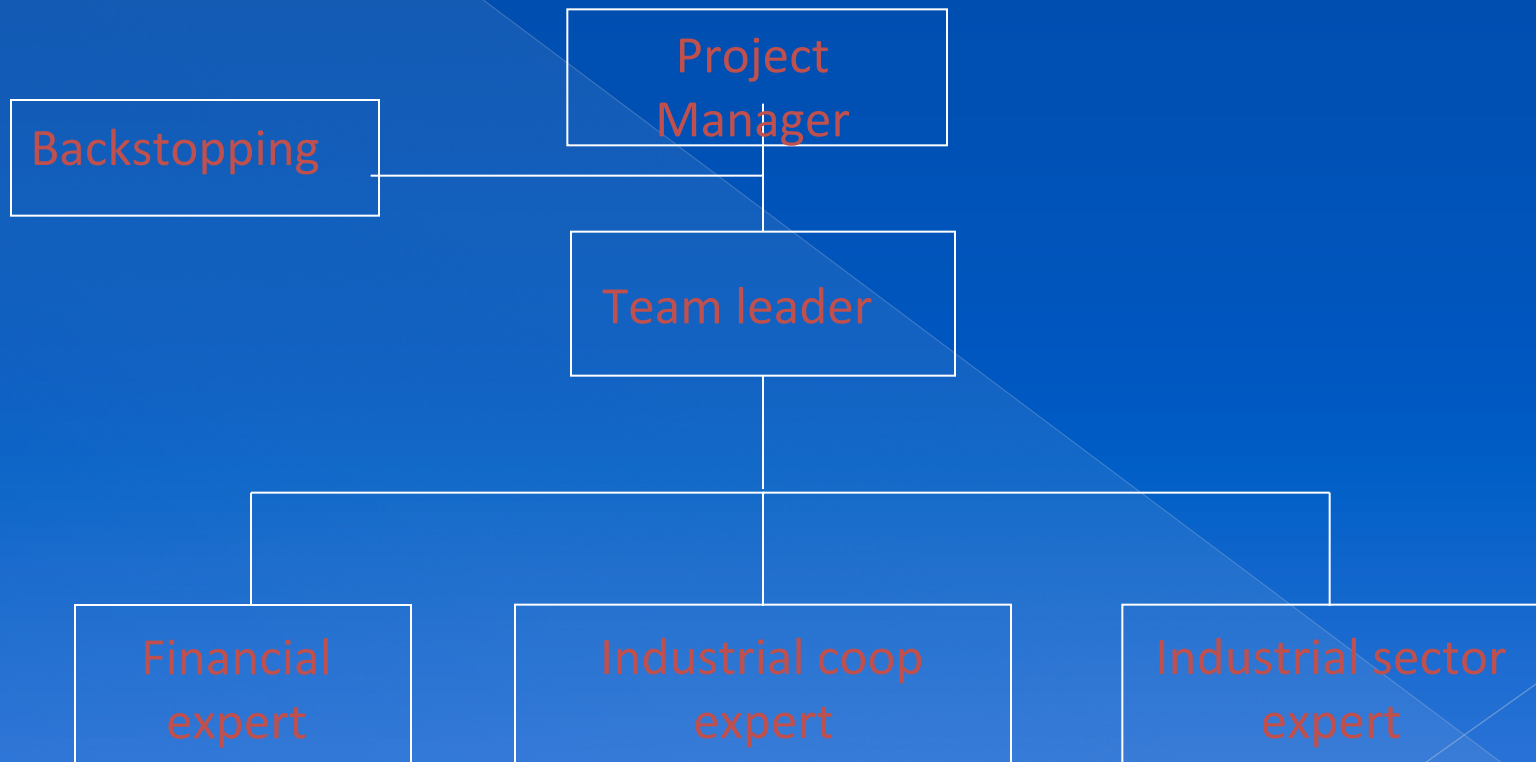 Project
Manager
Backstopping
Team leader
Financial
expert
Industrial coop
expert
Industrial sector
expert